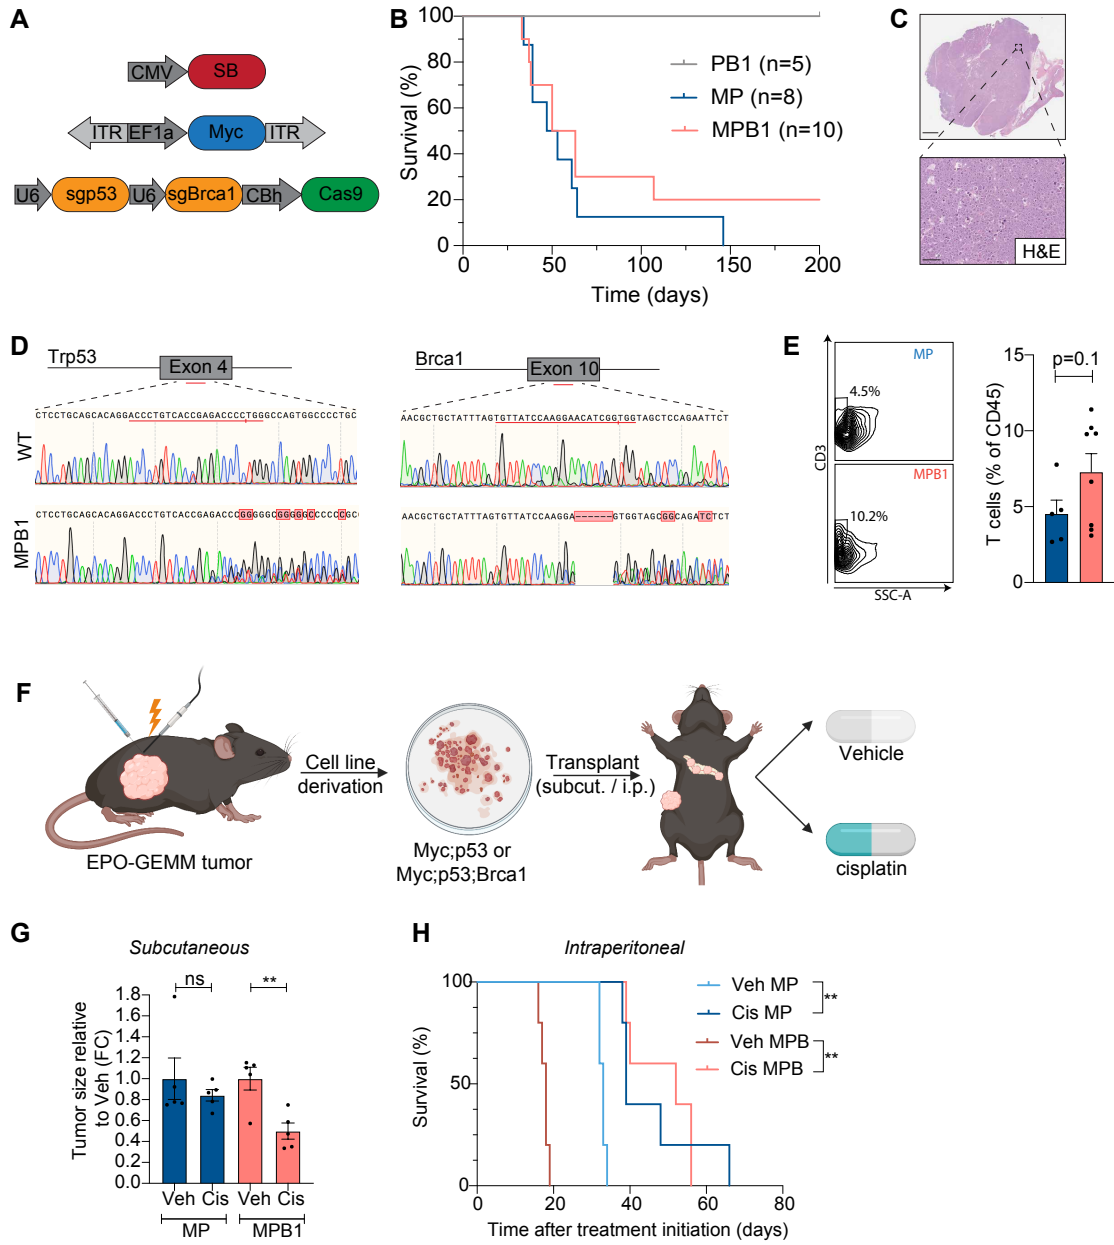 A
CMV SB
ITR EF1a Myc ITR
U6 sgp53 U6 sgBrca1 CBh Cas9
B
Survival (%)
100
80
60
40
20
0
PB1 (n=5)
MP (n=8)
MPB1 (n=10)
0 50 100 150 200
Time (days)
C
H&E
D
Trp53
Exon 4
CTCCTGCAGCACAGGACCCTGTCACCGAGACCCCTGGGCCAGTGGCCCCTGC
WT
CTCCTGCAGCACAGGACCCTGTCACCGAGACCCGGGGGCGGGGGCCCCCCGCC
MPB1
Brca1
Exon 10
AACGCTGCTATTTAGTGTTATCCAAGGAACATCGGTGGTAGCTCCAGAATTCT
AACGCTGCTATTTAGTGTTATCCAAGGA-------GTGGTAGCGGCAGATCTCT
E
MP
4.5%
CD3
MPB1
10.2%
SSC-A
T cells (% of CD45)
15
10
5
0
p=0.1
F
EPO-GEMM tumor
Cell line
derivation
Myc;p53 or
Myc;p53;Brca1
Transplant
(subcut. / i.p.)
Vehicle
cisplatin
G
Subcutaneous
Tumor size relative
to Veh (FC)
1.8
1.6
1.4
1.2
1.0
0.8
0.6
0.4
0.2
0.0
ns **
Veh Cis Veh Cis
MP MPB1
H
Intraperitoneal
Survival (%)
100
50
0
Veh MP
Cis MP
**
Veh MPB
Cis MPB
**
0 20 40 60 80
Time after treatment initiation (days)